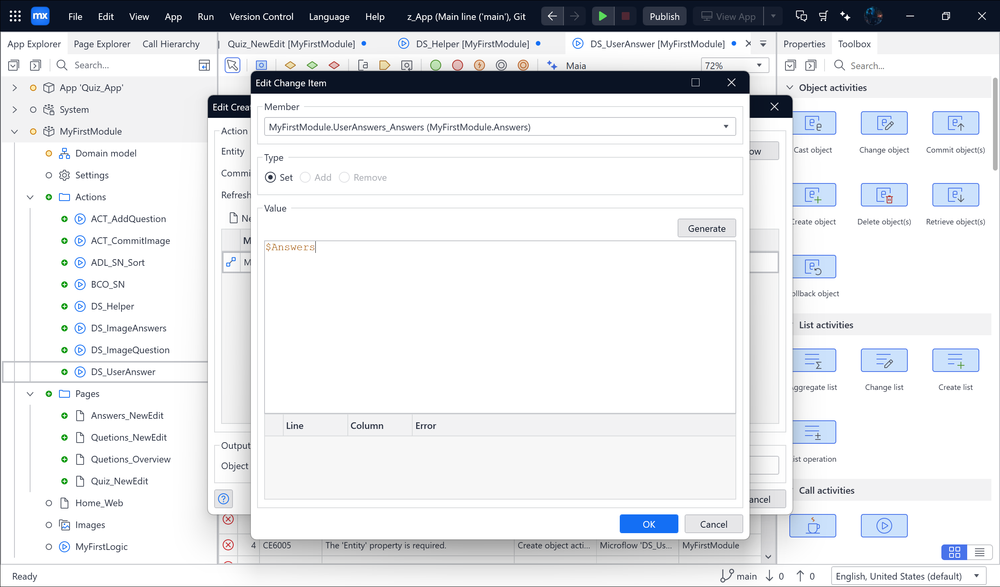 mx File Edit View App Run Version Control Language Help z_App (Main line ('main'), Git Publish View App
App Explorer Page Explorer Call Hierarchy
Quiz_NewEdit [MyFirstModule] DS_Helper [MyFirstModule] DS_UserAnswer [MyFirstModule]
Properties Toolbox
Search...
Maia 72%
Search...
App 'Quiz_App'
System
MyFirstModule
Domain model
Settings
Actions
ACT_AddQuestion
ACT_CommitImage
ADL_SN_Sort
BCO_SN
DS_Helper
DS_ImageAnswers
DS_ImageQuestion
DS_UserAnswer
Pages
Answers_NewEdit
Quetions_NewEdit
Quetions_Overview
Quiz_NewEdit
Home_Web
Images
MyFirstLogic
Edit Creat
Action
Entity
Commi
Refresh
Ne
M
M
Output
Object
ow
ancel
Edit Change Item
Member
MyFirstModule.UserAnswers_Answers (MyFirstModule.Answers)
Type
Set Add Remove
Value
Generate
$Answers
Line Column Error
OK Cancel
4 CE6005 The 'Entity' property is required. Create object acti... Microflow 'DS_Us... MyFirstModule
Object activities
Cast object Change object Commit object(s)
Create object Delete object(s) Retrieve object(s)
ollback object
List activities
Aggregate list Change list Create list
ist operation
Call activities
Ready
main 0 0 English, United States (default)